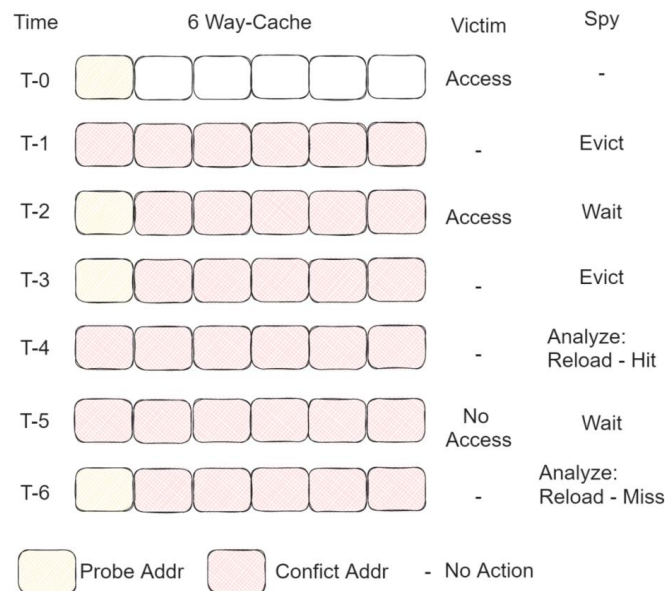 Time 6 Way-Cache Victim Spy
T-0 Access -
T-1 - Evict
T-2 Access Wait
T-3 - Evict
T-4 - Analyze:
Reload - Hit
T-5 No
Access Wait
T-6 - Analyze:
Reload - Miss
Probe Addr Confict Addr - No Action